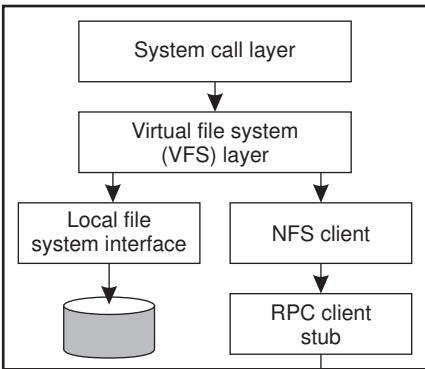 System call layer
Virtual file system
(VFS) layer
Local file
system interface
NFS client
RPC client
stub